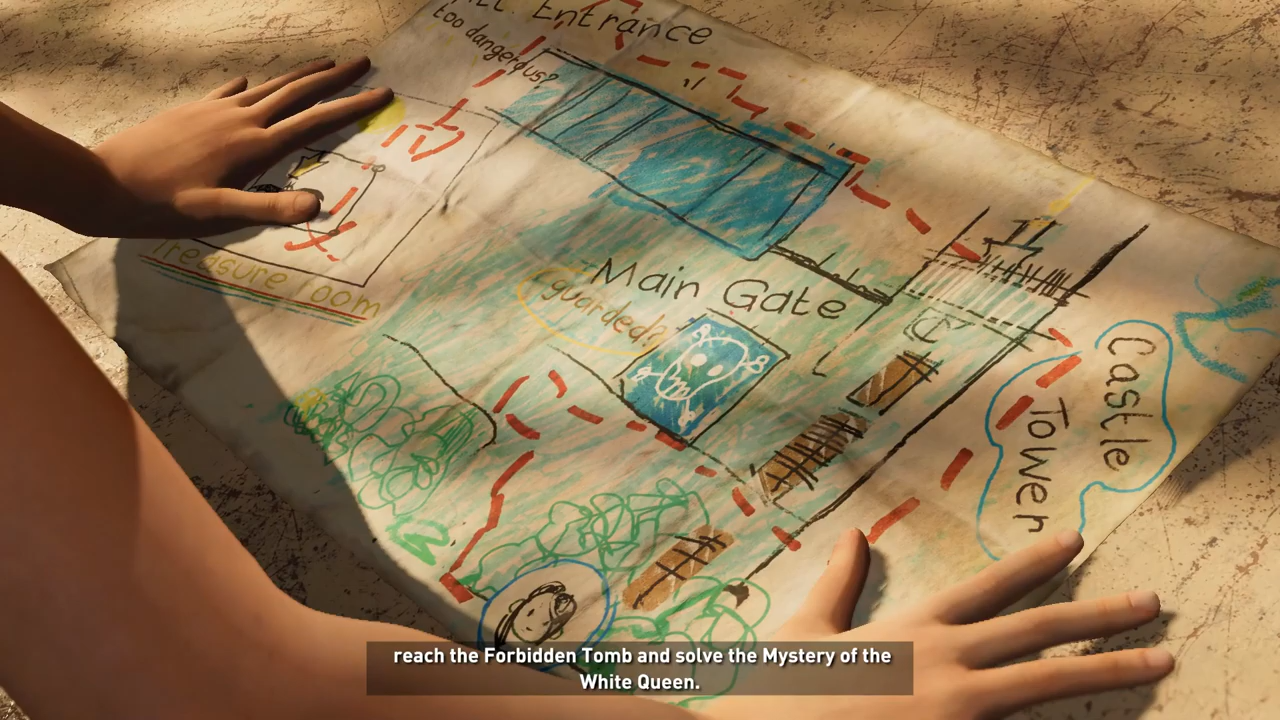 Entrance
too dangerous?
Treasure room
Main Gate
guarded!?
Castle
Tower
reach the Forbidden Tomb and solve the Mystery of the
White Queen.